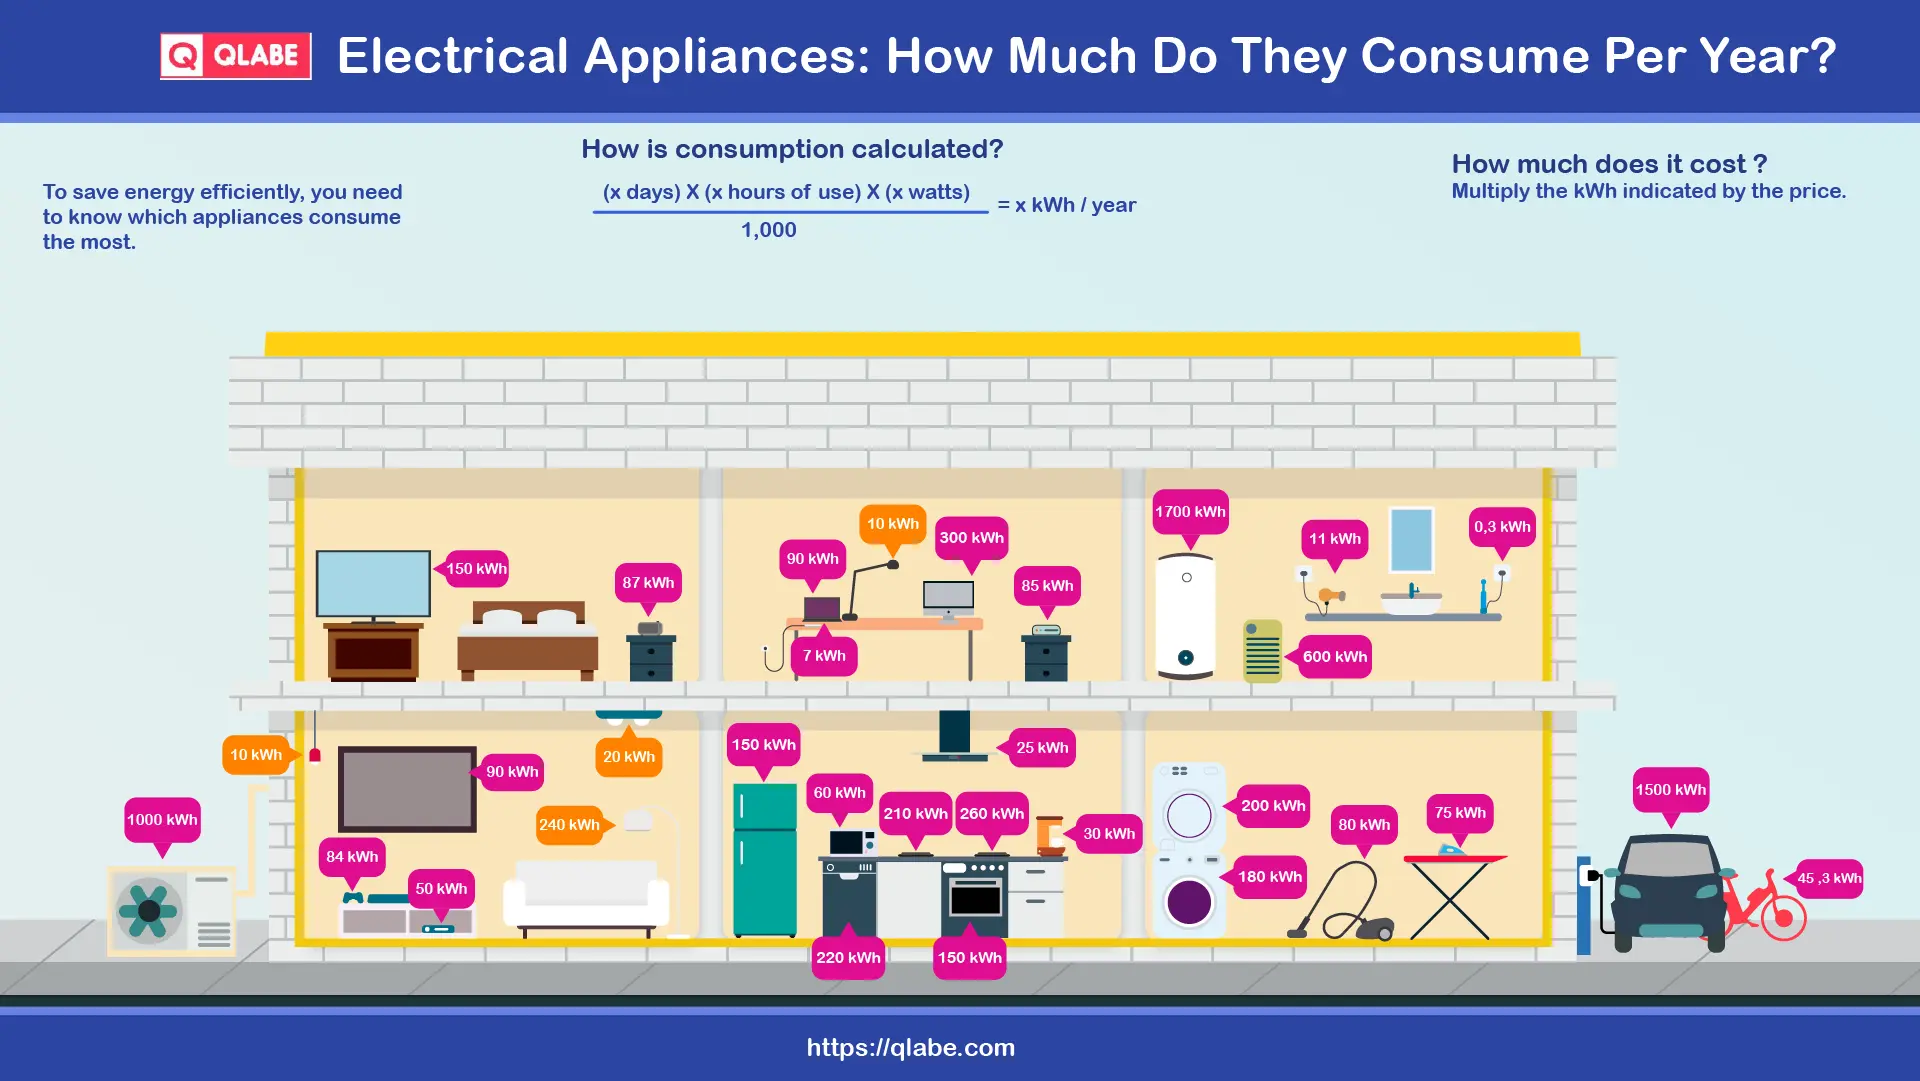 Q QLABE
Electrical Appliances: How Much Do They Consume Per Year?
To save energy efficiently, you need
to know which appliances consume
the most.
How is consumption calculated?
(x days) X (x hours of use) X (x watts)
1,000
= x kWh / year
How much does it cost ?
Multiply the kWh indicated by the price.
150 kWh
87 kWh
90 kWh
10 kWh
300 kWh
7 kWh
85 kWh
1700 kWh
600 kWh
11 kWh
0,3 kWh
1000 kWh
10 kWh
90 kWh
20 kWh
240 kWh
84 kWh
50 kWh
150 kWh
60 kWh
210 kWh
260 kWh
25 kWh
30 kWh
220 kWh
150 kWh
200 kWh
180 kWh
80 kWh
75 kWh
1500 kWh
45 ,3 kWh
https://qlabe.com